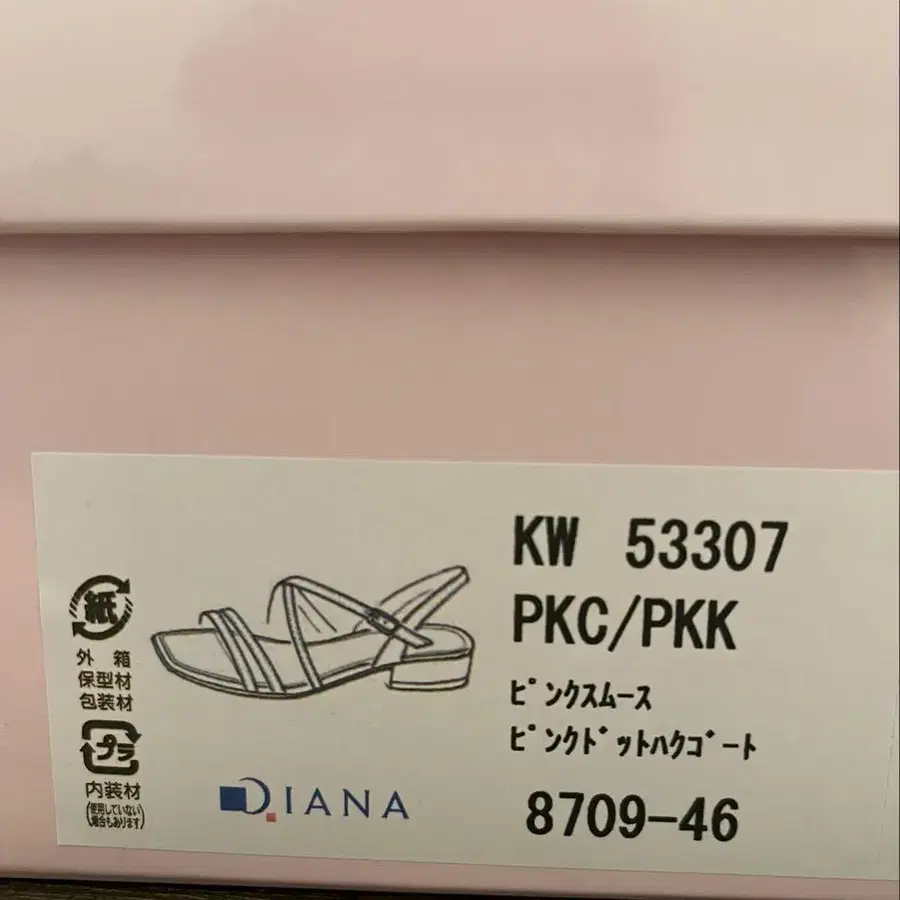 KW 53307
PKC/PKK
ﾋﾟﾝｸｽﾑｰｽ
ﾋﾟﾝｸﾄﾞｯﾄﾊｸｺﾞｰﾄ
8709-46
紙
外 箱
保型材
包装材
プラ
内装材
(使用していない
場合もあります)
DIANA